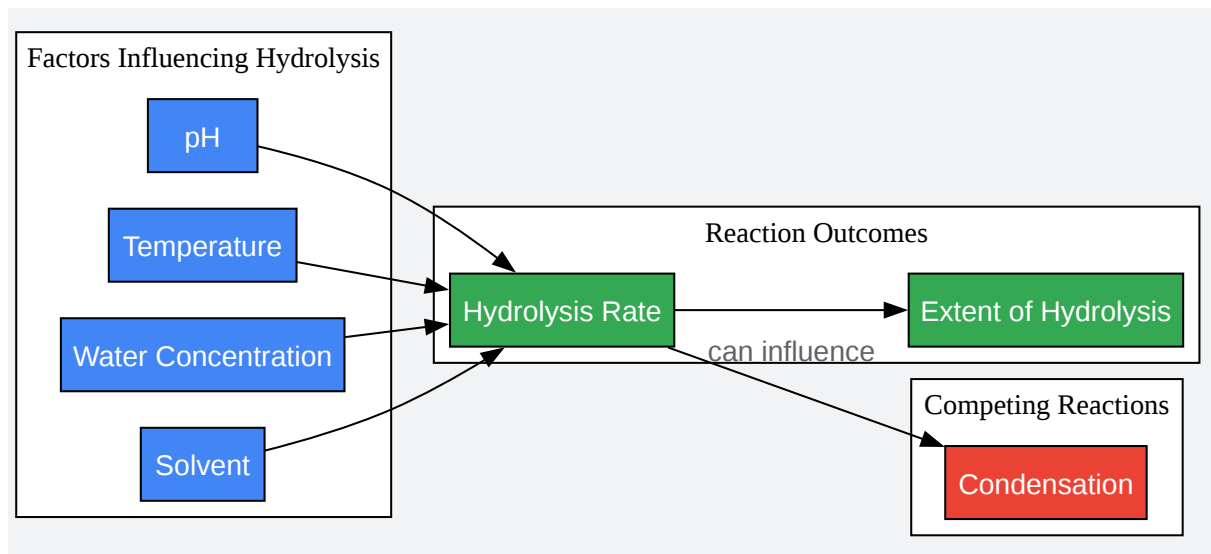 Factors Influencing Hydrolysis
pH
Temperature
Water Concentration
Solvent
Reaction Outcomes
Hydrolysis Rate
Extent of Hydrolysis
can influence
Competing Reactions
Condensation